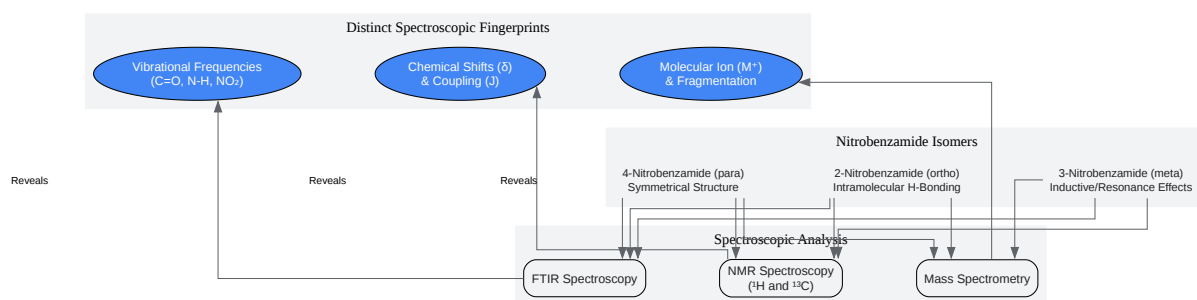 Distinct Spectroscopic Fingerprints
Vibrational Frequencies
(C=O, N-H, NO₂)
Chemical Shifts (δ)
& Coupling (J)
Molecular Ion (M⁺)
& Fragmentation
Nitrobenzamide Isomers
4-Nitrobenzamide (para)
Symmetrical Structure
2-Nitrobenzamide (ortho)
Intramolecular H-Bonding
3-Nitrobenzamide (meta)
Inductive/Resonance Effects
Reveals
Reveals
Reveals
Spectroscopic Analysis
FTIR Spectroscopy
NMR Spectroscopy
(¹H and ¹³C)
Mass Spectrometry